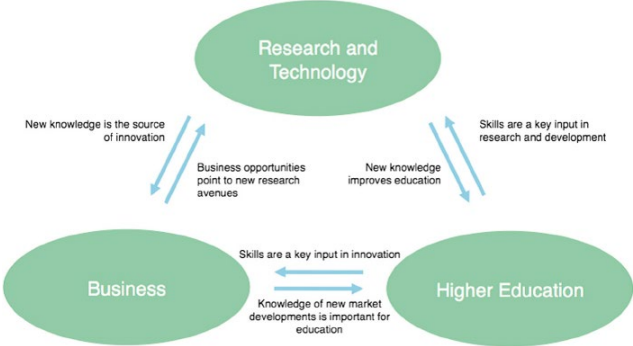 Research and
Technology
New knowledge is the source
of innovation
Skills are a key input in
research and development
Business opportunities
point to new research
avenues
New knowledge
improves education
Skills are a key input in innovation
Business
Higher Education
Knowledge of new market
developments is important for
education